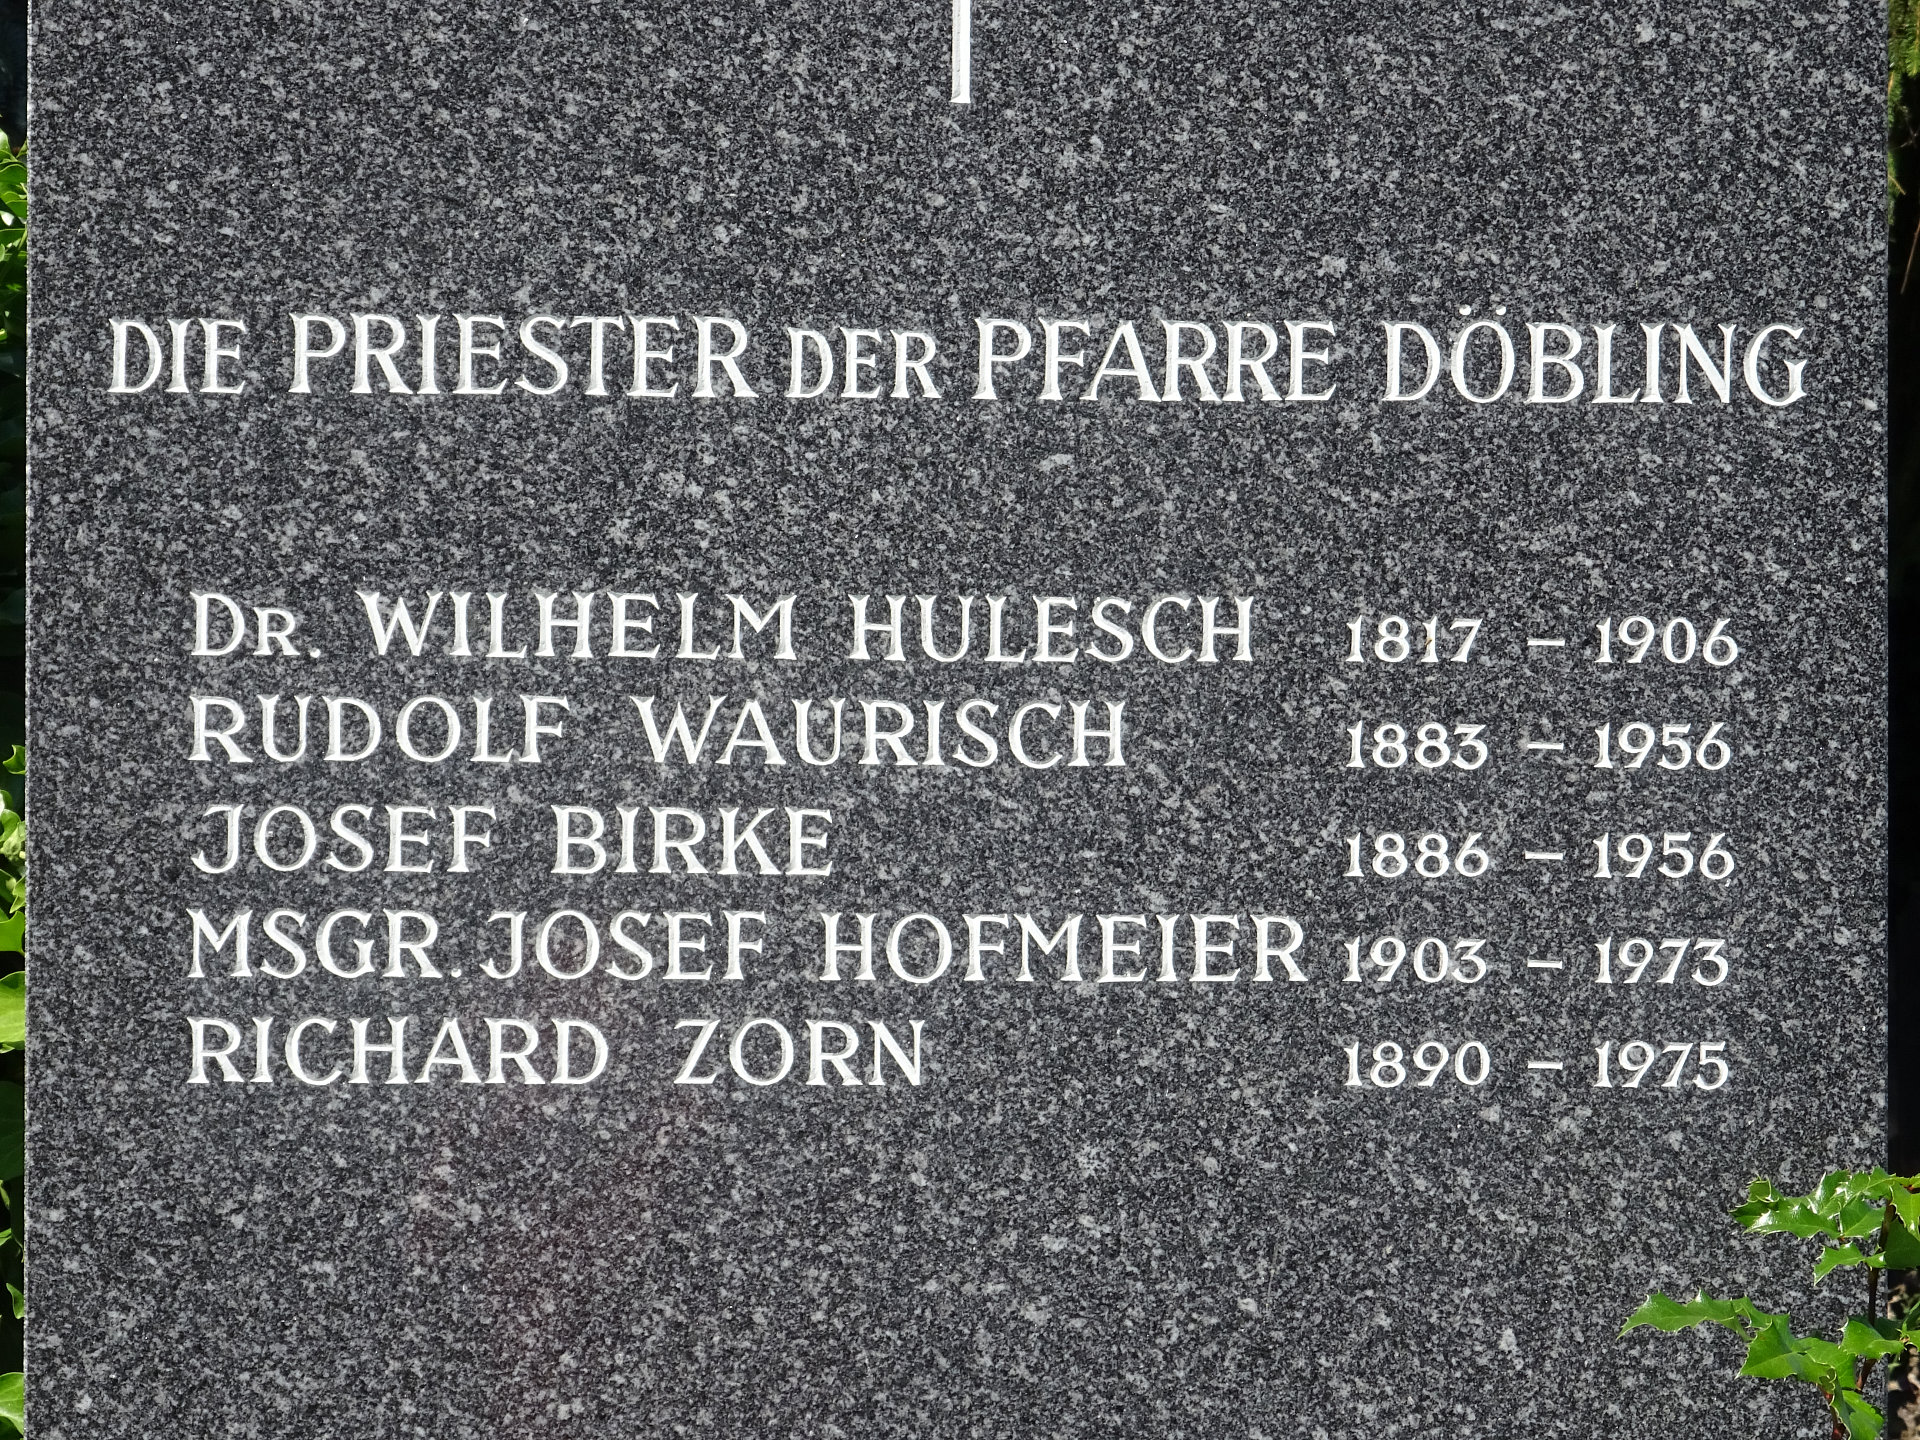 DIE PRIESTER DER PFARRE DÖBLING
DR. WILHELM HULESCH 1817 – 1906
RUDOLF WAURISCH 1883 – 1956
JOSEF BIRKE 1886 – 1956
MSGR. JOSEF HOFMEIER 1903 – 1973
RICHARD ZORN 1890 – 1975